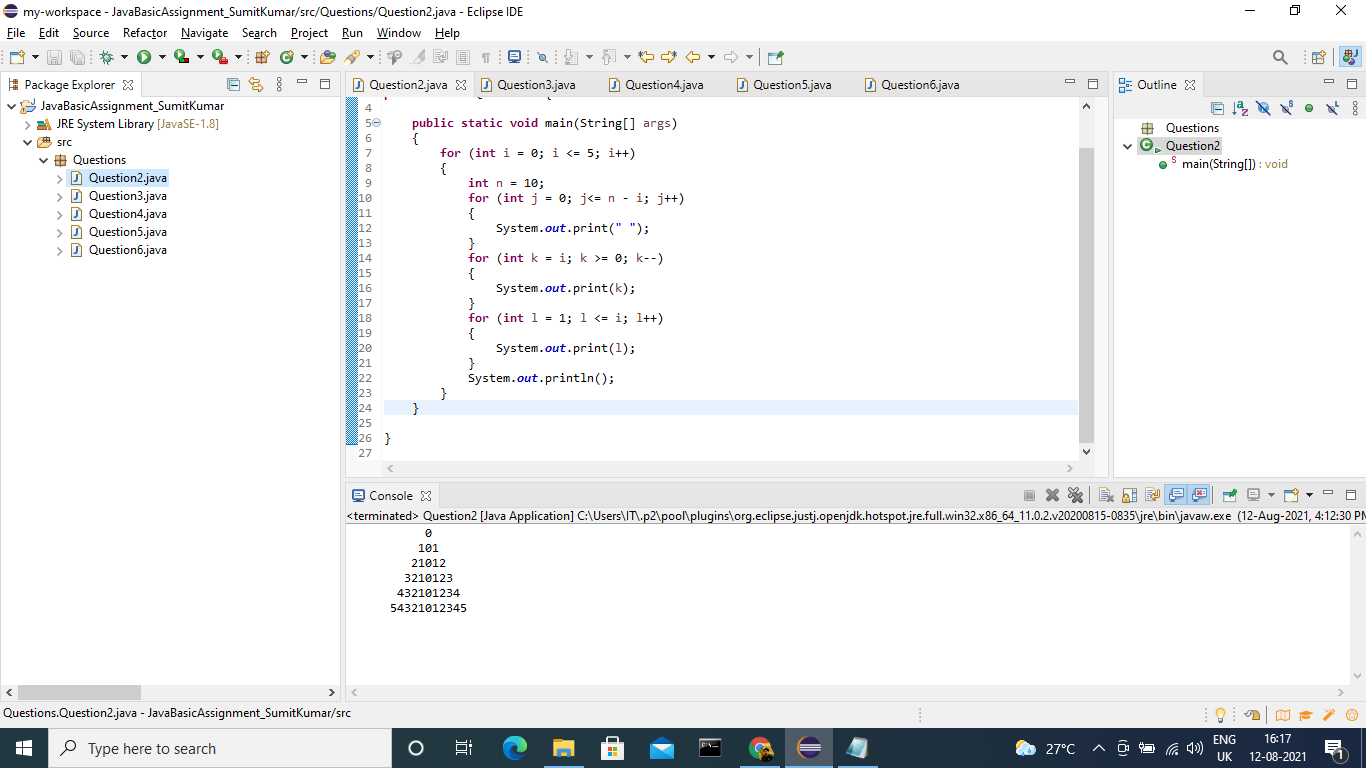 my-workspace - JavaBasicAssignment_SumitKumar/src/Questions/Question2.java - Eclipse IDE
File Edit Source Refactor Navigate Search Project Run Window Help
Package Explorer
JavaBasicAssignment_SumitKumar
JRE System Library [JavaSE-1.8]
src
Questions
Question2.java
Question3.java
Question4.java
Question5.java
Question6.java
Question2.java Question3.java Question4.java Question5.java Question6.java
4
5 public static void main(String[] args)
6 {
7 for (int i = 0; i <= 5; i++)
8 {
9 int n = 10;
10 for (int j = 0; j<= n - i; j++)
11 {
12 System.out.print(" ");
13 }
14 for (int k = i; k >= 0; k--)
15 {
16 System.out.print(k);
17 }
18 for (int l = 1; l <= i; l++)
19 {
20 System.out.print(l);
21 }
22 System.out.println();
23 }
24 }
25
26 }
27
Outline
Questions
Question2
main(String[]) : void
Console
<terminated> Question2 [Java Application] C:\Users\IT\.p2\pool\plugins\org.eclipse.justj.openjdk.hotspot.jre.full.win32.x86_64_11.0.2.v20200815-0835\jre\bin\javaw.exe (12-Aug-2021, 4:12:30 PM
0
101
21012
3210123
432101234
54321012345
Questions.Question2.java - JavaBasicAssignment_SumitKumar/src
Type here to search
27°C
ENG
UK
16:17
12-08-2021
1